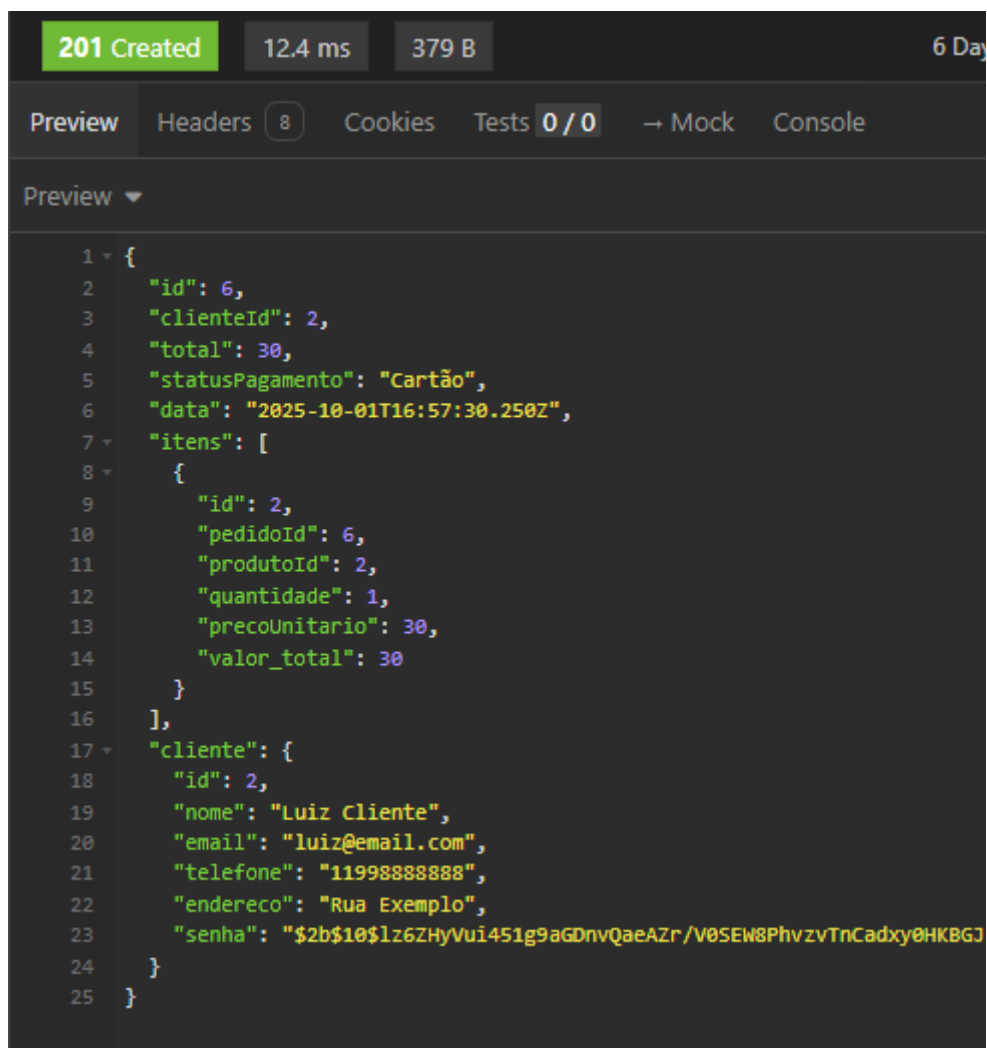 201 Created 12.4 ms 379 B 6 Day
Preview Headers 8 Cookies Tests 0 / 0 → Mock Console
Preview
1 {
2 "id": 6,
3 "clienteId": 2,
4 "total": 30,
5 "statusPagamento": "Cartão",
6 "data": "2025-10-01T16:57:30.250Z",
7 "itens": [
8 {
9 "id": 2,
10 "pedidoId": 6,
11 "produtoId": 2,
12 "quantidade": 1,
13 "precoUnitario": 30,
14 "valor_total": 30
15 }
16 ],
17 "cliente": {
18 "id": 2,
19 "nome": "Luiz Cliente",
20 "email": "luiz@email.com",
21 "telefone": "11998888888",
22 "endereco": "Rua Exemplo",
23 "senha": "$2b$10$lz6ZHyVui451g9aGDnvQaeAZr/V0SEW8PhvzvTnCadxy0HKBGJ
24 }
25 }